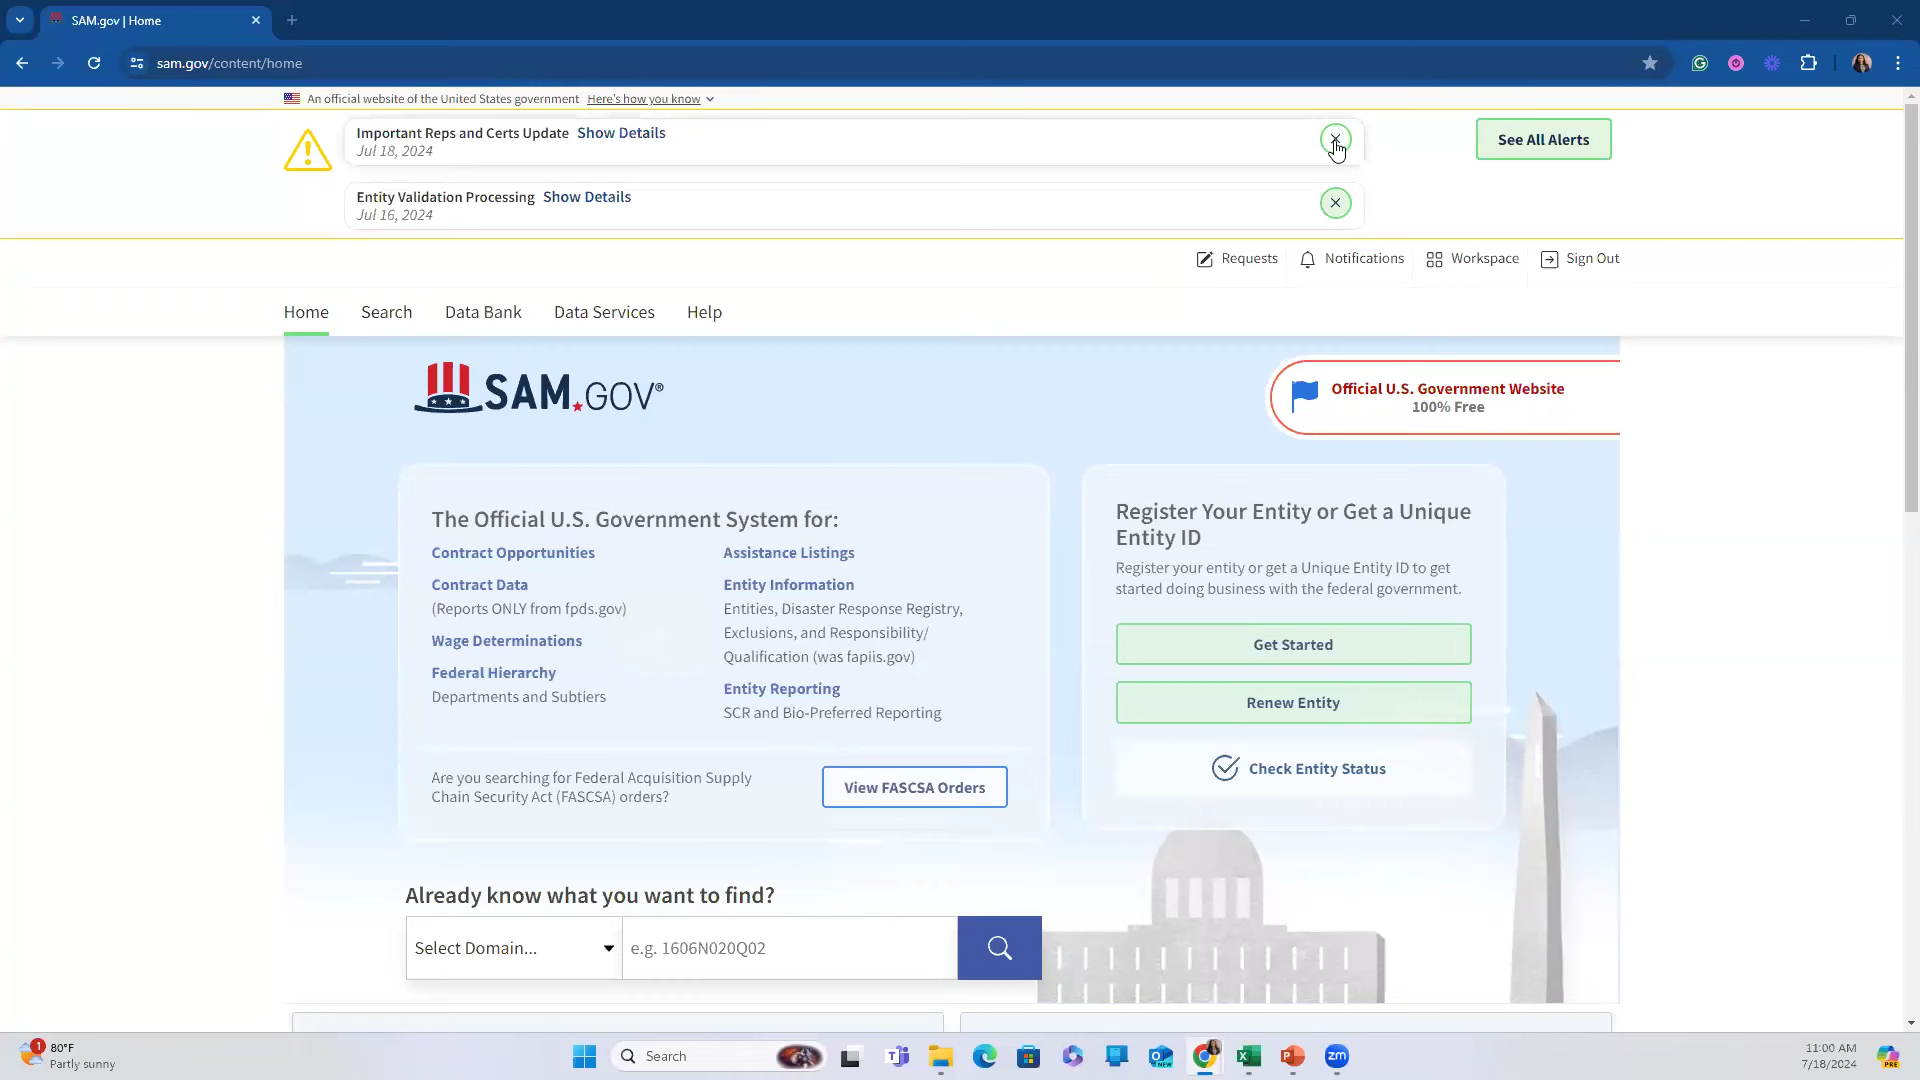 SAM.gov | Home
sam.gov/content/home
An official website of the United States government Here's how you know
Important Reps and Certs Update Show Details
Jul 18, 2024
See All Alerts
Entity Validation Processing Show Details
Jul 16, 2024
Requests Notifications Workspace Sign Out
Home Search Data Bank Data Services Help
SAM.GOV®
Official U.S. Government Website
100% Free
The Official U.S. Government System for:
Contract Opportunities
Contract Data
(Reports ONLY from fpds.gov)
Wage Determinations
Federal Hierarchy
Departments and Subtiers
Assistance Listings
Entity Information
Entities, Disaster Response Registry,
Exclusions, and Responsibility/
Qualification (was fapiis.gov)
Entity Reporting
SCR and Bio-Preferred Reporting
Are you searching for Federal Acquisition Supply
Chain Security Act (FASCSA) orders?
View FASCSA Orders
Register Your Entity or Get a Unique
Entity ID
Register your entity or get a Unique Entity ID to get
started doing business with the federal government.
Get Started
Renew Entity
Check Entity Status
Already know what you want to find?
Select Domain... e.g. 1606N020Q02
1
80°F
Partly sunny
Search
zm
11:00 AM
7/18/2024
PRE